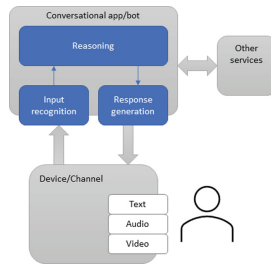 Conversational app/bot
Reasoning
Input
recognition
Response
generation
Other
services
Device/Channel
Text
Audio
Video